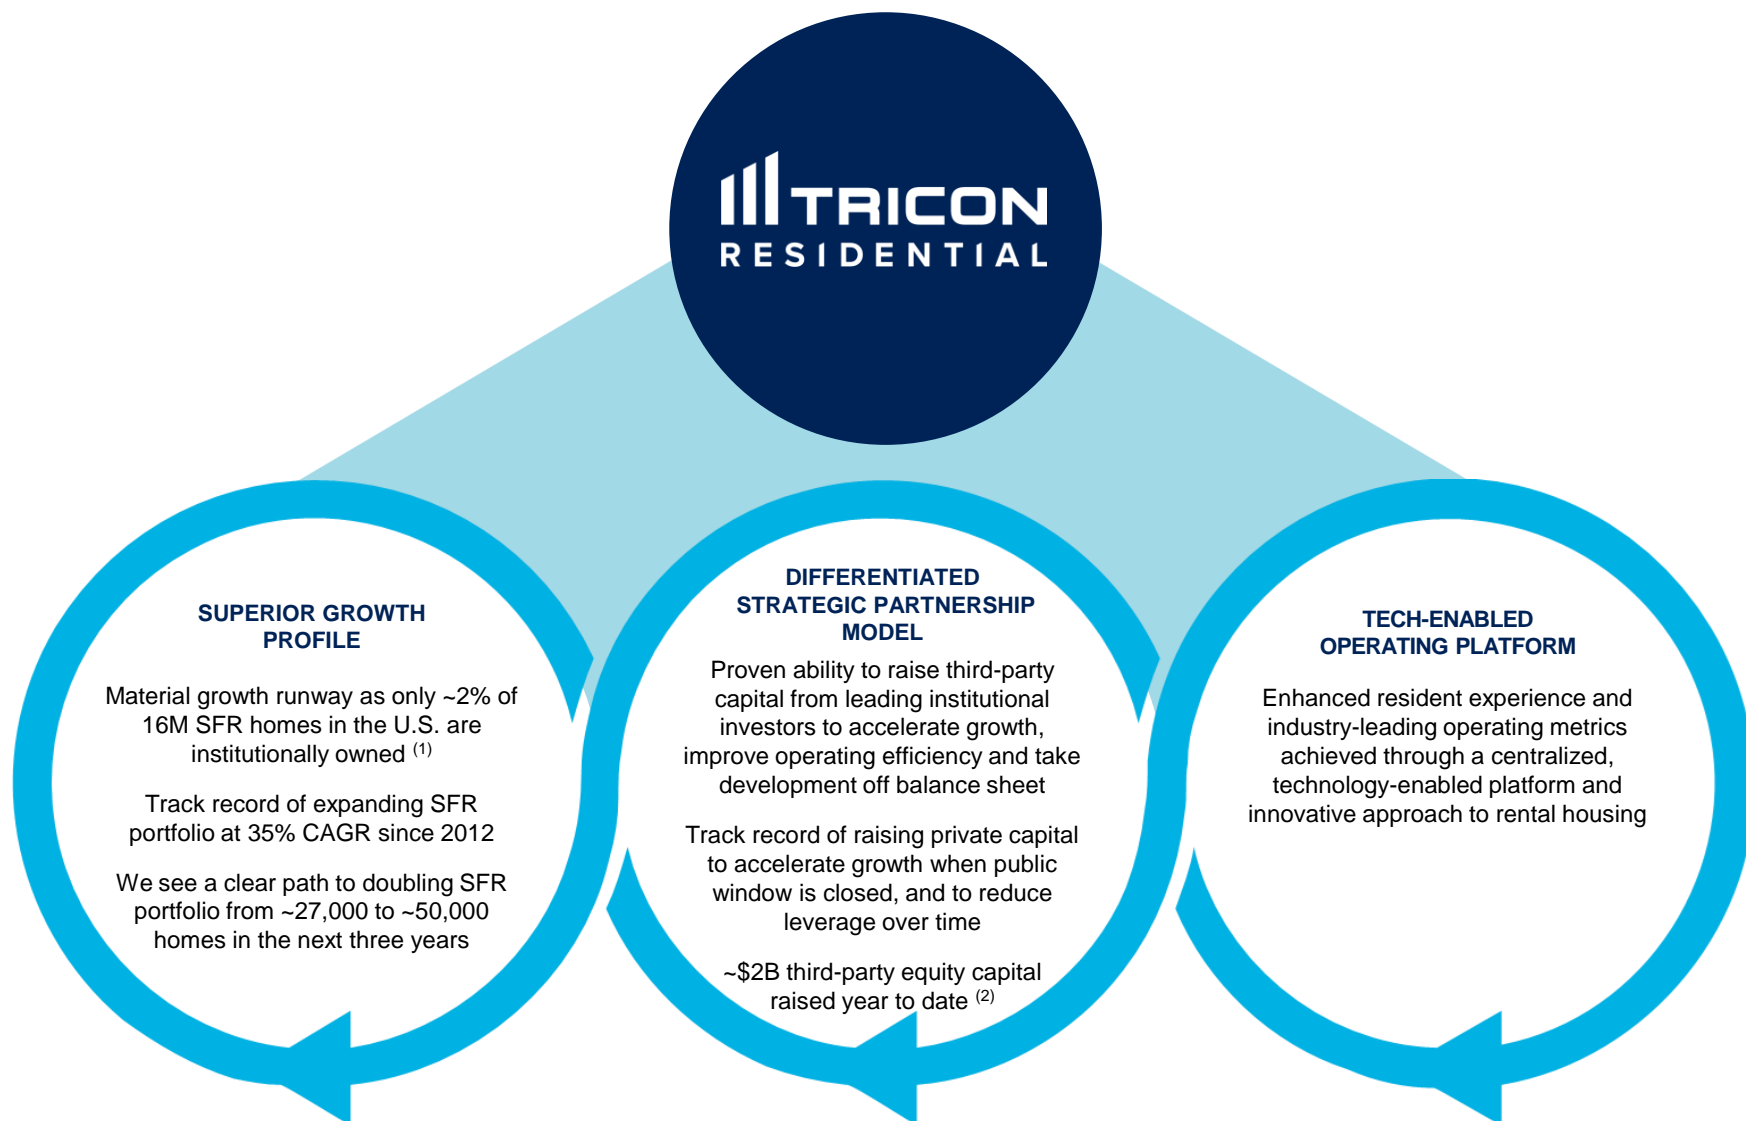 TRICON
RESIDENTIAL
SUPERIOR GROWTH
PROFILE
Material growth runway as only ~2% of
16M SFR homes in the U.S. are
institutionally owned (1)
Track record of expanding SFR
portfolio at 35% CAGR since 2012
We see a clear path to doubling SFR
portfolio from ~27,000 to ~50,000
homes in the next three years
DIFFERENTIATED
STRATEGIC PARTNERSHIP
MODEL
Proven ability to raise third-party
capital from leading institutional
investors to accelerate growth,
improve operating efficiency and take
development off balance sheet
Track record of raising private capital
to accelerate growth when public
window is closed, and to reduce
leverage over time
~$2B third-party equity capital
raised year to date (2)
TECH-ENABLED
OPERATING PLATFORM
Enhanced resident experience and
industry-leading operating metrics
achieved through a centralized,
technology-enabled platform and
innovative approach to rental housing